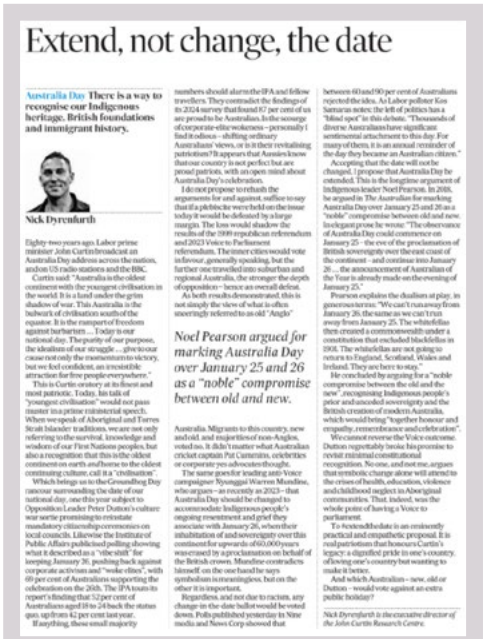 Extend, not change, the date
Australia Day There is a way to
recognise our Indigenous
heritage, British foundations
and immigrant history.
Nick Dyrenfurth
Eighty-two years ago, Labor prime
minister John Curtin broadcast an
Australia Day address across the nation,
and on US radio stations and the BBC.
Curtin said: "Australia is the oldest
continent with the youngest civilisation in
the world. It is a land under the grim
shadow of war. This Australia is the
bulwark of civilisation south of the
equator. It is the rampart of freedom
against barbarism … Today is our
national day. The purity of our purpose,
the idealism of our struggle … give to our
cause not only the momentum to victory,
but we feel confident, an irresistible
attraction for free people everywhere."
This is Curtin oratory at its finest and
most patriotic. Today, his talk of
"youngest civilisation" would not pass
muster in a prime ministerial speech.
When we speak of Aboriginal and Torres
Strait Islander traditions, we are not only
referring to the survival, knowledge and
wisdom of our First Nations peoples, but
also a recognition that this is the oldest
continent on earth and home to the oldest
continuing culture, call it a "civilisation".
Which brings us to the Groundhog Day
rancour surrounding the date of our
national day, one this year subject to
Opposition Leader Peter Dutton's culture
war sortie promising to reinstate
mandatory citizenship ceremonies on
local councils. Likewise the Institute of
Public Affairs publicised polling showing
what it described as a "vibe shift" for
keeping January 26, pushing back against
corporate activism and "woke elites", with
69 per cent of Australians supporting the
celebration on the 26th. The IPA touts its
report's finding that 52 per cent of
Australians aged 18 to 24 back the status
quo, up from 42 per cent last year.
If anything, these small majority
numbers should alarm the IPA and fellow
travellers. They contradict the findings of
its 2024 survey that found 87 per cent of us
are proud to be Australian. Is the scourge
of corporate-elite wokeness – personally I
find it odious – shifting ordinary
Australians' views, or is it their revitalising
patriotism? It appears that Aussies know
that our country is not perfect but are
proud patriots, with an open mind about
Australia Day's celebration.
I do not propose to rehash the
arguments for and against, suffice to say
that if a plebiscite were held on the issue
today it would be defeated by a large
margin. The loss would shadow the
results of the 1999 republican referendum
and 2023 Voice to Parliament
referendum. The inner cities would vote
in favour, generally speaking, but the
further one travelled into suburban and
regional Australia, the stronger the depth
of opposition – hence an overall defeat.
As both results demonstrated, this is
not simply the view of what is often
sneeringly referred to as old "Anglo"
Noel Pearson argued for
marking Australia Day
over January 25 and 26
as a "noble" compromise
between old and new.
Australia. Migrants to this country, new
and old, and majorities of non-Anglos,
voted no. It didn't matter what Australian
cricket captain Pat Cummins, celebrities
or corporate yes advocates thought.
The same goes for leading anti-Voice
campaigner Nyunggai Warren Mundine,
who argues – as recently as 2023 – that
Australia Day should be changed to
accommodate Indigenous people's
ongoing resentment and grief they
associate with January 26, when their
inhabitation of and sovereignty over this
continent for upwards of 60,000 years
was erased by a proclamation on behalf of
the British crown. Mundine contradicts
himself: on the one hand he says
symbolism is meaningless, but on the
other it is important.
Regardless, and not due to racism, any
change-in-the-date ballot would be voted
down. Polls published yesterday in Nine
media and News Corp showed that
between 60 and 90 per cent of Australians
rejected the idea. As Labor pollster Kos
Samaras notes: the left of politics has a
"blind spot" in this debate. "Thousands of
diverse Australians have significant
sentimental attachment to this day. For
many of them, it is an annual reminder of
the day they became an Australian citizen."
Accepting that the date will not be
changed, I propose that Australia Day be
extended. This is the longtime argument of
Indigenous leader Noel Pearson. In 2018,
he argued in The Australian for marking
Australia Day over January 25 and 26 as a
"noble" compromise between old and new.
In elegant prose he wrote: "The observance
of Australia Day could commence on
January 25 – the eve of the proclamation of
British sovereignty over the east coast of
the continent – and continue into January
26 … the announcement of Australian of
the Year is already made on the evening of
January 25."
Pearson explains the dualism at play, in
generous terms: "We can't run away from
January 26, the same as we can't run
away from January 25. The whitefellas
then created a commonwealth under a
constitution that excluded blackfellas in
1901. The whitefellas are not going to
return to England, Scotland, Wales and
Ireland. They are here to stay."
He concluded by arguing for a "noble
compromise between the old and the
new", recognising Indigenous people's
prior and unceded sovereignty and the
British creation of modern Australia,
which would bring "together honour and
empathy, remembrance and celebration".
We cannot reverse the Voice outcome.
Dutton regrettably broke his promise to
revisit minimal constitutional
recognition. No one, and not me, argues
that symbolic change alone will attend to
the crises of health, education, violence
and childhood neglect in Aboriginal
communities. That, indeed, was the
whole point of having a Voice to
parliament.
To #extendthedate is an eminently
practical and empathetic proposal. It is
real patriotism that honours Curtin's
legacy: a dignified pride in one's country,
of loving one's country but wanting to
make it better.
And which Australian – new, old or
Dutton – would vote against an extra
public holiday?
Nick Dyrenfurth is the executive director of
the John Curtin Research Centre.